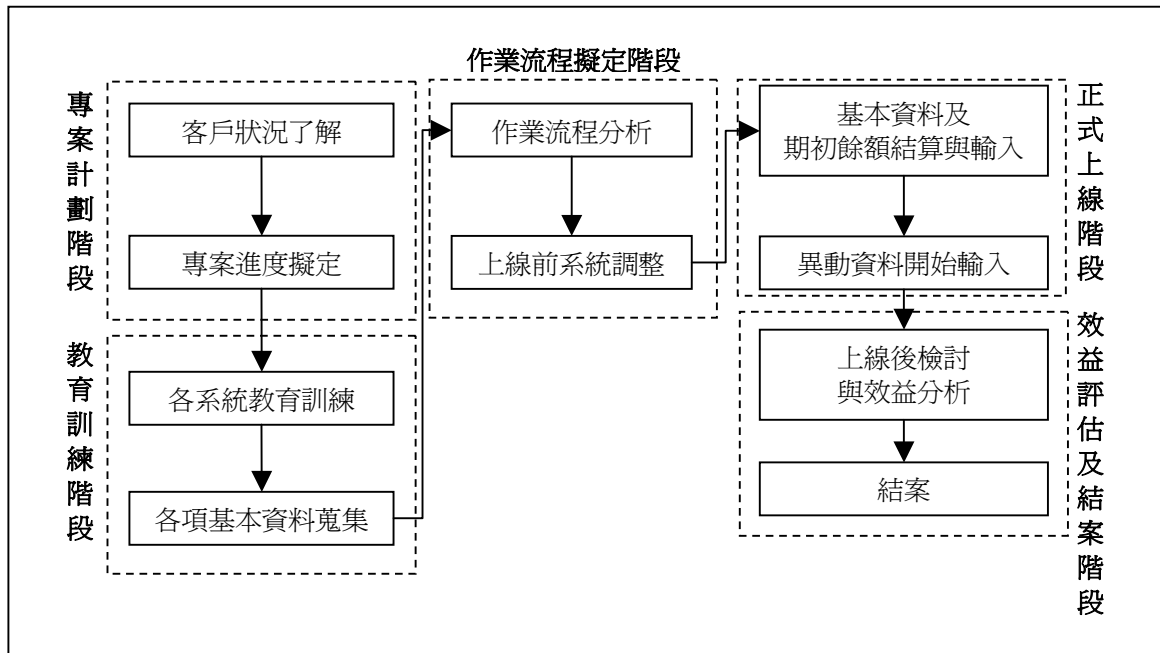 作業流程擬定階段
專案計劃階段
客戶狀況了解
專案進度擬定
教育訓練階段
各系統教育訓練
各項基本資料蒐集
作業流程分析
上線前系統調整
正式上線階段
基本資料及
期初餘額結算與輸入
異動資料開始輸入
效益評估及結案階段
上線後檢討
與效益分析
結案